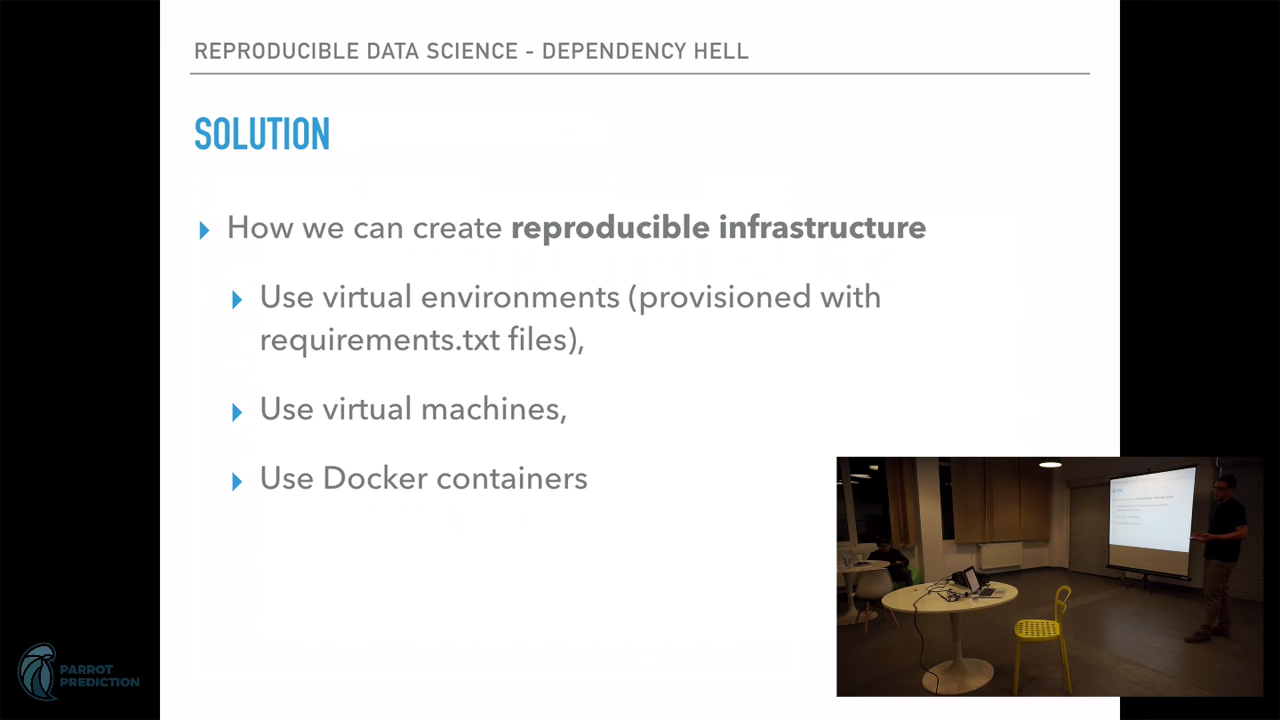 REPRODUCIBLE DATA SCIENCE - DEPENDENCY HELL
SOLUTION
How we can create reproducible infrastructure
Use virtual environments (provisioned with
requirements.txt files),
Use virtual machines,
Use Docker containers
PARROT
PREDICTION